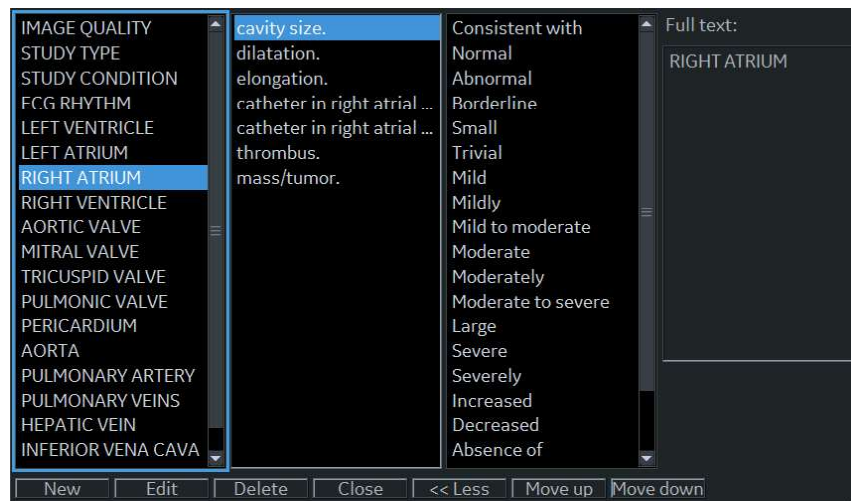 IMAGE QUALITY
STUDY TYPE
STUDY CONDITION
ECG RHYTHM
LEFT VENTRICLE
LEFT ATRIUM
RIGHT ATRIUM
RIGHT VENTRICLE
AORTIC VALVE
MITRAL VALVE
TRICUSPID VALVE
PULMONIC VALVE
PERICARDIUM
AORTA
PULMONARY ARTERY
PULMONARY VEINS
HEPATIC VEIN
INFERIOR VENA CAVA
cavity size.
dilatation.
elongation.
catheter in right atrial ...
catheter in right atrial ...
thrombus.
mass/tumor.
Consistent with
Normal
Abnormal
Borderline
Small
Trivial
Mild
Mildly
Mild to moderate
Moderate
Moderately
Moderate to severe
Large
Severe
Severely
Increased
Decreased
Absence of
Full text:
RIGHT ATRIUM
New Edit Delete Close << Less Move up Move down